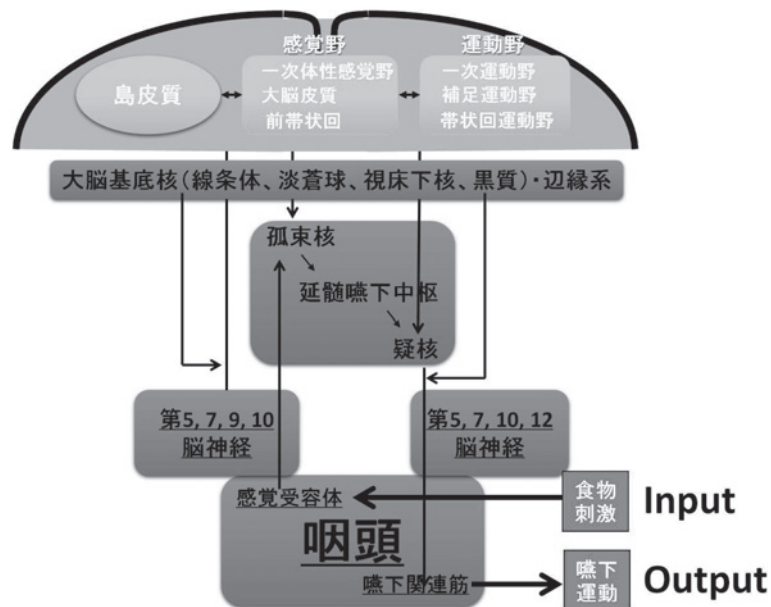 感覚野
運動野
島皮質
一次体性感覚野
大脳皮質
前帯状回
一次運動野
補足運動野
帯状回運動野
大脳基底核(線条体、淡蒼球、視床下核、黒質)・辺縁系
孤束核
延髄嚥下中枢
疑核
第5, 7, 9, 10
脳神経
第5, 7, 10, 12
脳神経
感覚受容体
食物
刺激
Input
咽頭
嚥下関連筋
嚥下
運動
Output